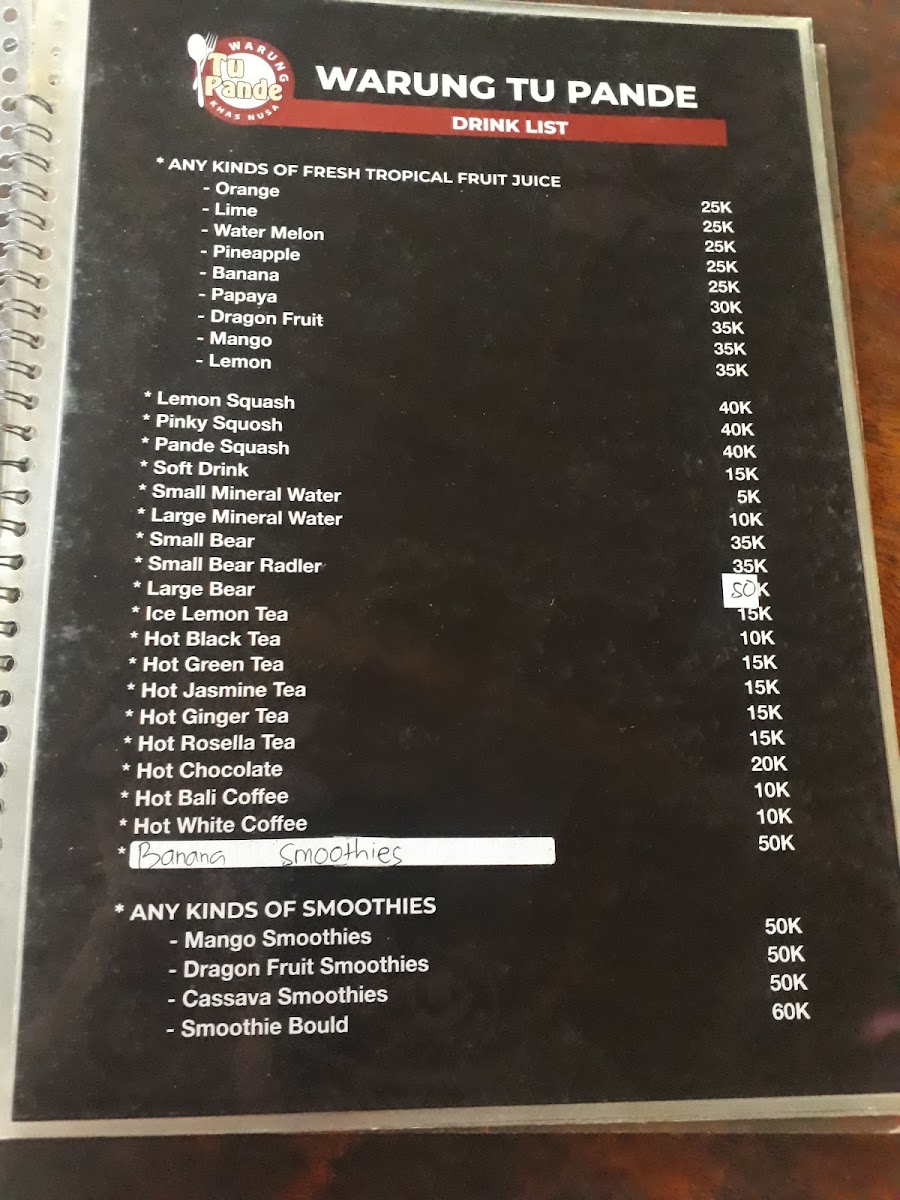 WARUNG
Tu
Pande
KHAS NUSA
WARUNG TU PANDE
DRINK LIST
* ANY KINDS OF FRESH TROPICAL FRUIT JUICE
- Orange 25K
- Lime 25K
- Water Melon 25K
- Pineapple 25K
- Banana 25K
- Papaya 30K
- Dragon Fruit 35K
- Mango 35K
- Lemon 35K
* Lemon Squash 40K
* Pinky Squosh 40K
* Pande Squash 40K
* Soft Drink 15K
* Small Mineral Water 5K
* Large Mineral Water 10K
* Small Bear 35K
* Small Bear Radler 35K
* Large Bear 50K
* Ice Lemon Tea 15K
* Hot Black Tea 10K
* Hot Green Tea 15K
* Hot Jasmine Tea 15K
* Hot Ginger Tea 15K
* Hot Rosella Tea 15K
* Hot Chocolate 20K
* Hot Bali Coffee 10K
* Hot White Coffee 10K
* Banana Smoothies 50K
* ANY KINDS OF SMOOTHIES
- Mango Smoothies 50K
- Dragon Fruit Smoothies 50K
- Cassava Smoothies 50K
- Smoothie Bould 60K